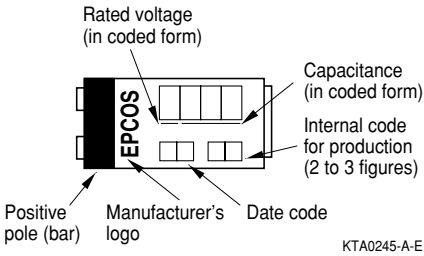 Rated voltage
(in coded form)
Capacitance
(in coded form)
EPCOS
Internal code
for production
(2 to 3 figures)
Positive
pole (bar)
Manufacturer's
logo
Date code
KTA0245-A-E